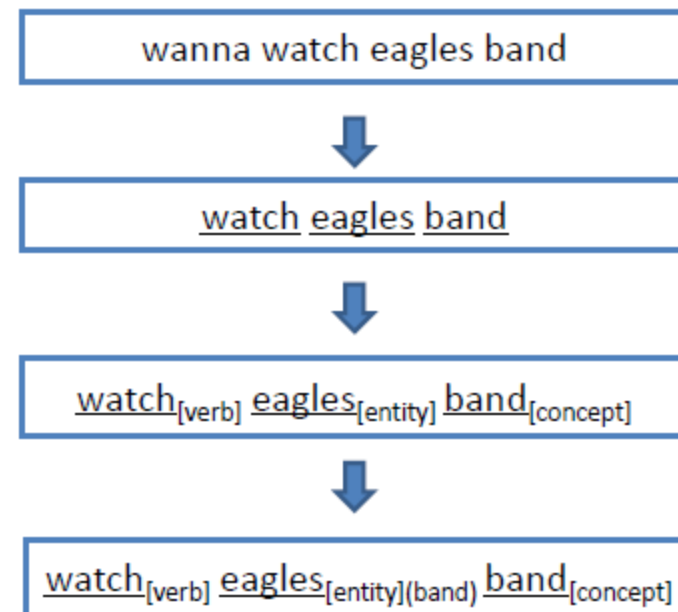 wanna watch eagles band
watch eagles band
watch[verb] eagles[entity] band[concept]
watch[verb] eagles[entity](band) band[concept]